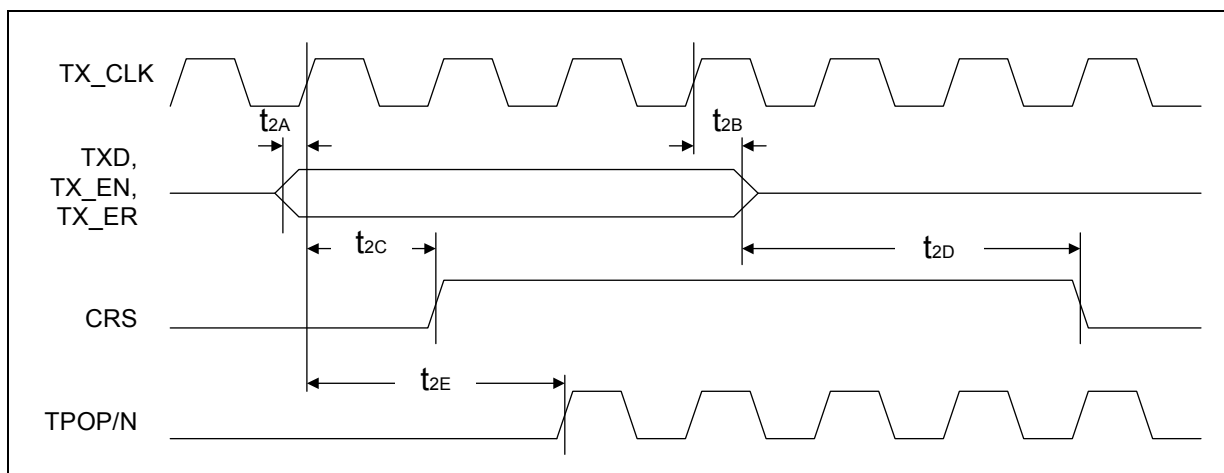 TX_CLK
t2A
t2B
TXD,
TX_EN,
TX_ER
t2C
t2D
CRS
t2E
TPOP/N